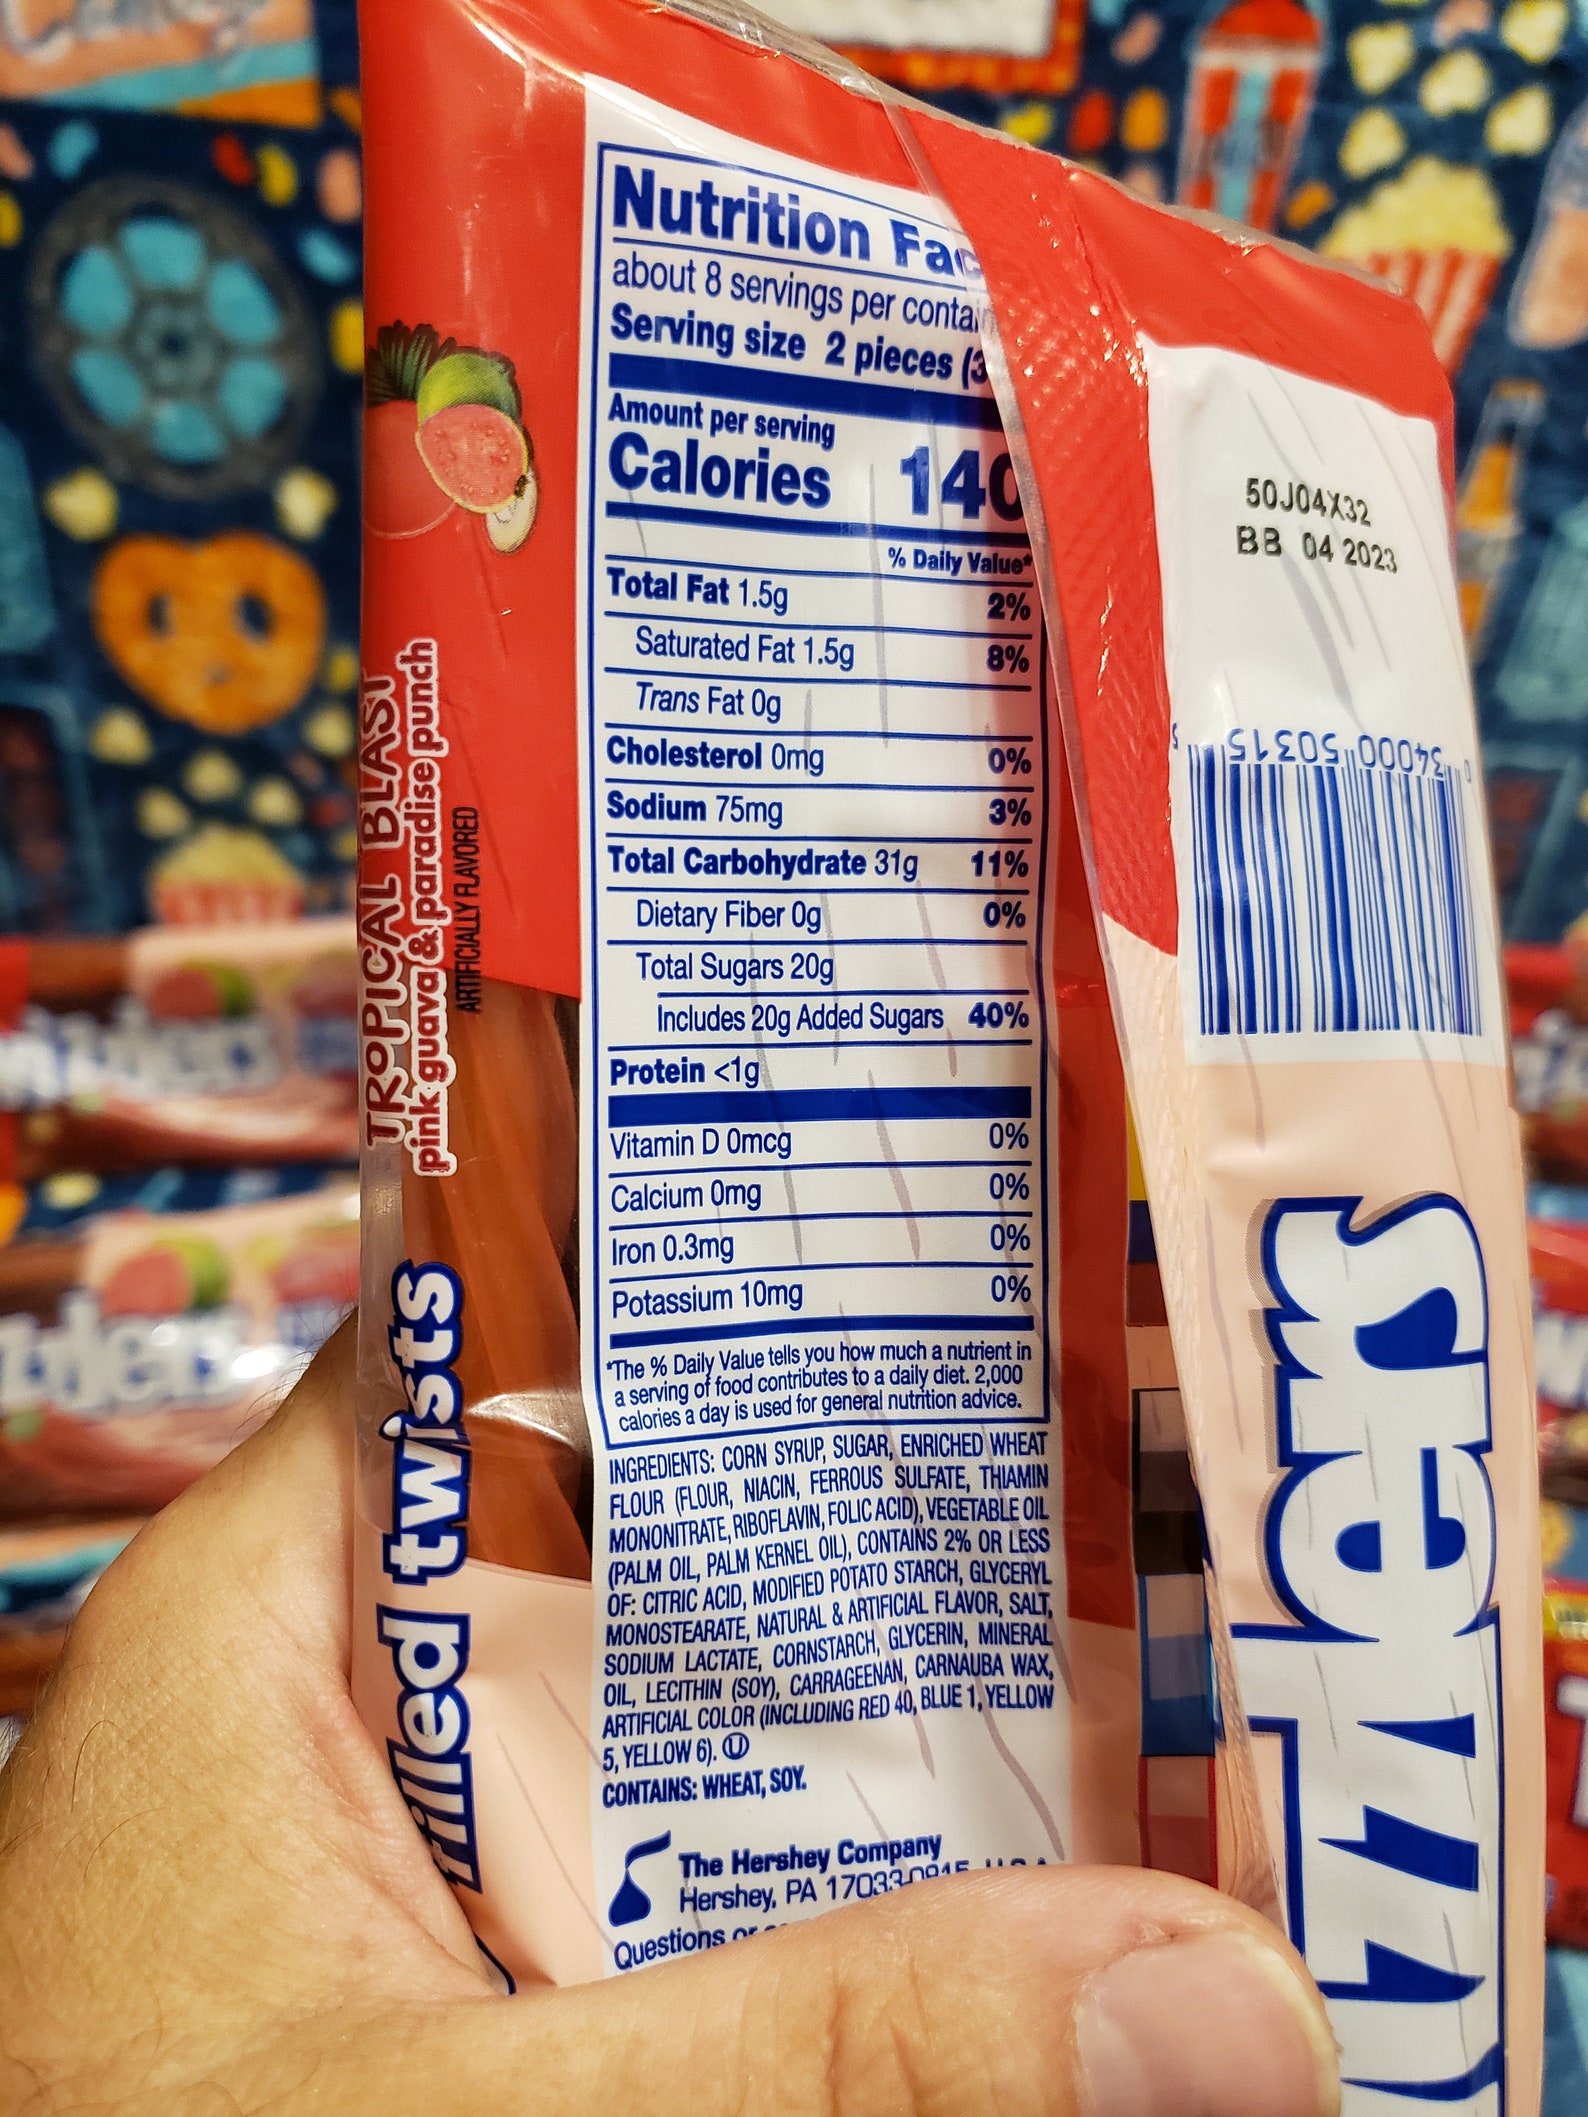 Nutrition Fac
about 8 servings per contain
Serving size 2 pieces (3
Amount per serving
Calories 140
% Daily Value*
Total Fat 1.5g 2%
Saturated Fat 1.5g 8%
Trans Fat 0g
Cholesterol 0mg 0%
Sodium 75mg 3%
Total Carbohydrate 31g 11%
Dietary Fiber 0g 0%
Total Sugars 20g
Includes 20g Added Sugars 40%
Protein <1g
Vitamin D 0mcg 0%
Calcium 0mg 0%
Iron 0.3mg 0%
Potassium 10mg 0%
*The % Daily Value tells you how much a nutrient in
a serving of food contributes to a daily diet. 2,000
calories a day is used for general nutrition advice.
INGREDIENTS: CORN SYRUP, SUGAR, ENRICHED WHEAT
FLOUR (FLOUR, NIACIN, FERROUS SULFATE, THIAMIN
MONONITRATE, RIBOFLAVIN, FOLIC ACID), VEGETABLE OIL
(PALM OIL, PALM KERNEL OIL), CONTAINS 2% OR LESS
OF: CITRIC ACID, MODIFIED POTATO STARCH, GLYCERYL
MONOSTEARATE, NATURAL & ARTIFICIAL FLAVOR, SALT,
SODIUM LACTATE, CORNSTARCH, GLYCERIN, MINERAL
OIL, LECITHIN (SOY), CARRAGEENAN, CARNAUBA WAX,
ARTIFICIAL COLOR (INCLUDING RED 40, BLUE 1, YELLOW
5, YELLOW 6). Ⓤ
CONTAINS: WHEAT, SOY.
The Hershey Company
Hershey, PA 17033-0815 U.S.A
Questions or
TROPICAL BLAST
pink guava & paradise punch
ARTIFICIALLY FLAVORED
filled twists
50J04X32
BB 04 2023
0 34000 50315 5
zzlers